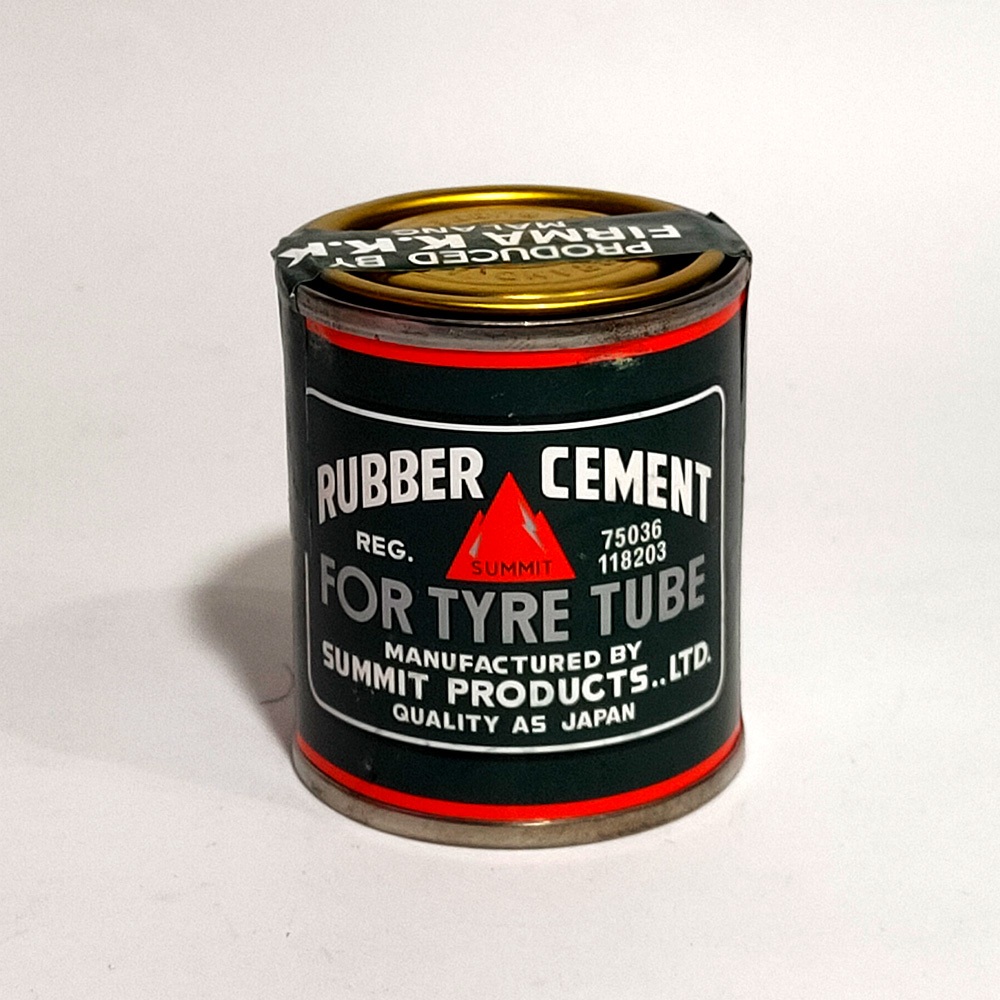 PRODUCED BY
FIRMA K.K.K
MALANG
RUBBER CEMENT
REG.
75036
118203
SUMMIT
FOR TYRE TUBE
MANUFACTURED BY
SUMMIT PRODUCTS.. LTD.
QUALITY AS JAPAN